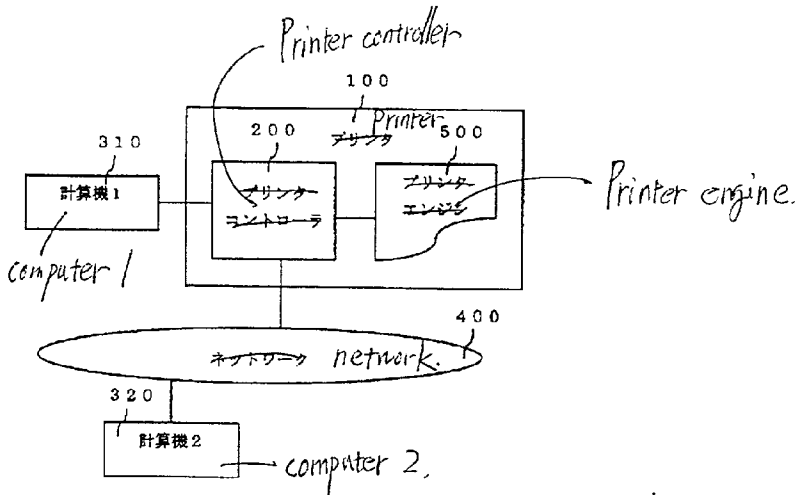 Printer controller
100
Printer
プリンタ
310
200
500
計算機1
プリンタ
コントローラ
プリンタ
エンジン
Printer engine.
computer 1
400
ネットワーク network.
320
計算機2
computer 2.